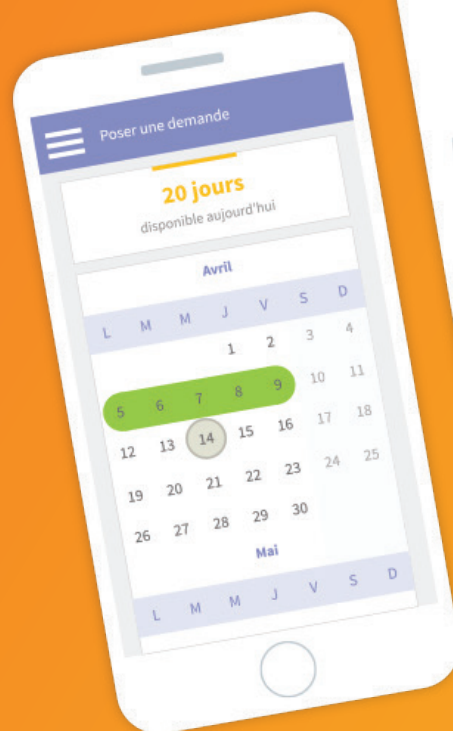 Poser une demande
20 jours
disponible aujourd'hui
Avril
L M M J V S D
1 2 3 4
5 6 7 8 9 10 11
12 13 14 15 16 17 18
19 20 21 22 23 24 25
26 27 28 29 30
Mai
L M M J V S D